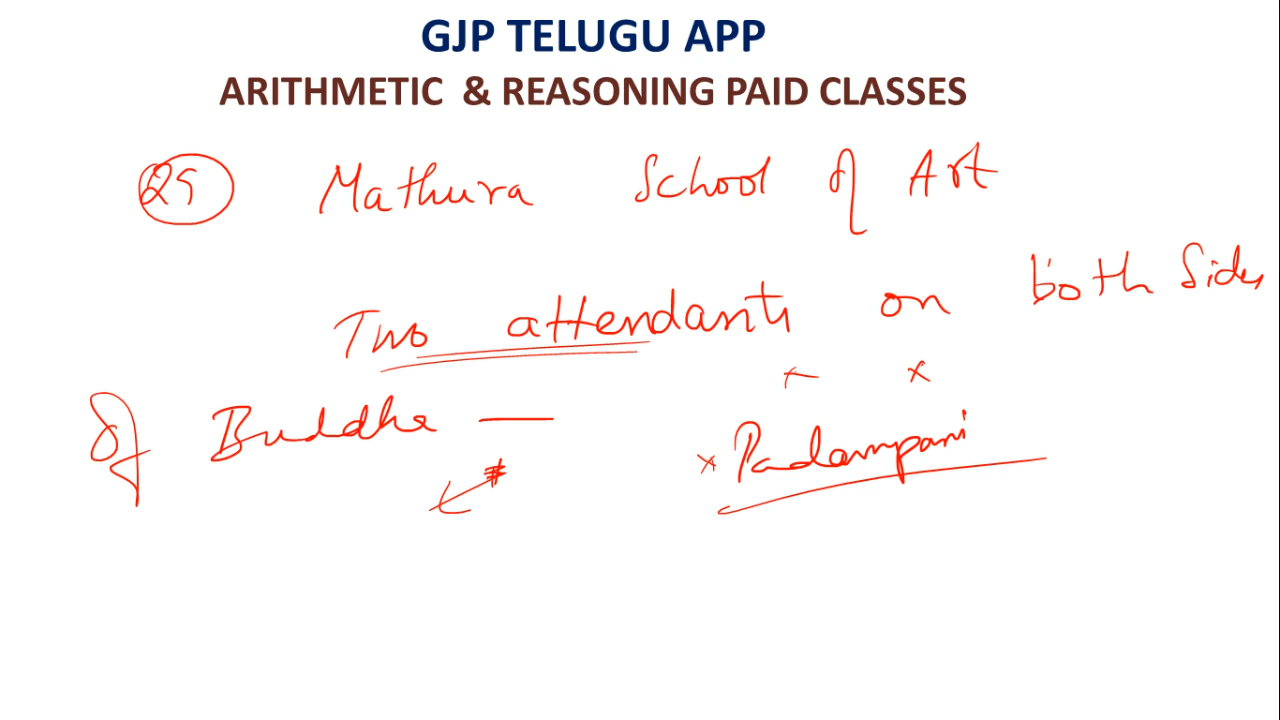 GJP TELUGU APP
ARITHMETIC & REASONING PAID CLASSES
25 Mathura School of Art
Two attendants on both Sides
of Buddha — Padampani